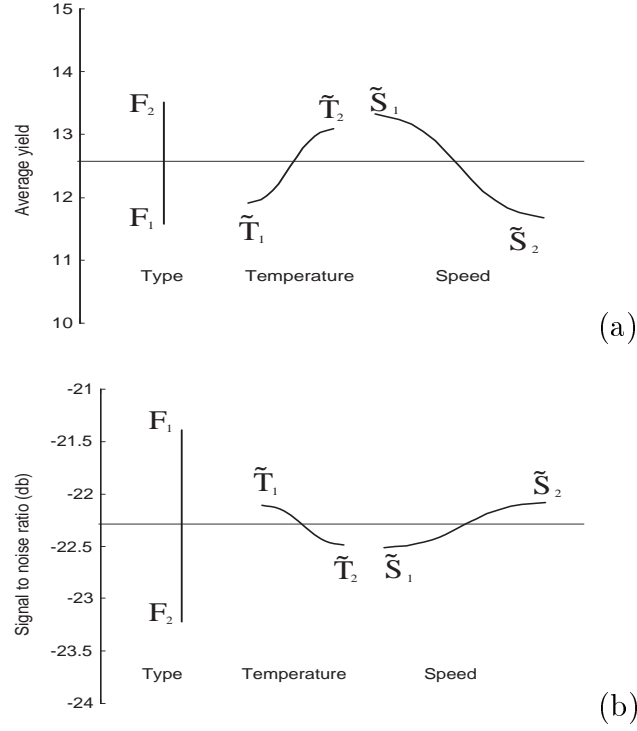 15
14
13
12
11
10
Average yield
F₂
F₁
T̃₂
T̃₁
S̃₁
S̃₂
Type Temperature Speed
(a)
-21
-21.5
-22
-22.5
-23
-23.5
-24
Signal to noise ratio (db)
F₁
F₂
T̃₁
T̃₂
S̃₁
S̃₂
Type Temperature Speed
(b)